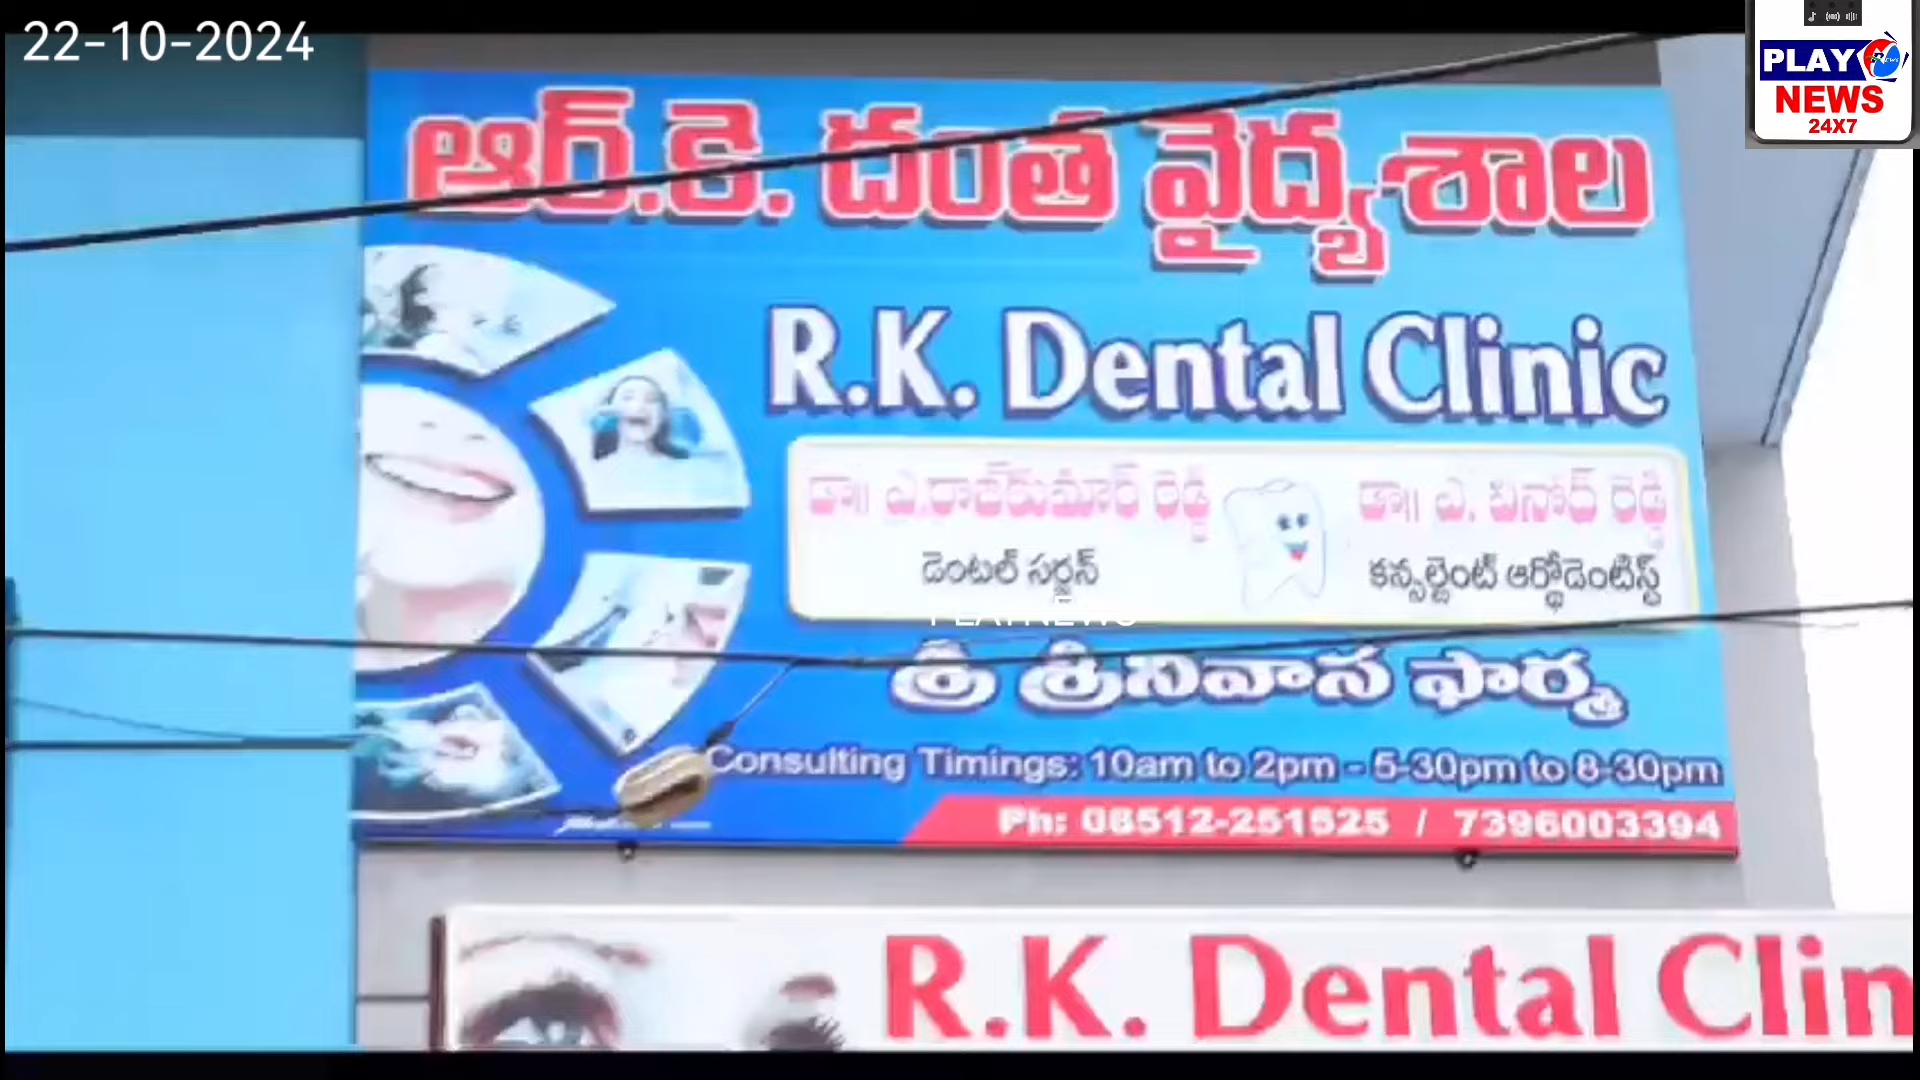 22-10-2024
PLAY NEWS 24X7
ఆర్.కె. దంత వైద్యశాల
R.K. Dental Clinic
డా॥ ఎ.రాజ్‌కుమార్ రెడ్డి
డెంటల్ సర్జన్
డా॥ ఎ. వినోద్ రెడ్డి
కన్సల్టెంట్ ఆర్థోడెంటిస్ట్
PLAYNEWS
శ్రీ శ్రీనివాస ఫార్మ
Consulting Timings: 10am to 2pm - 5-30pm to 8-30pm
Ph: 08512-251525 / 7396003394
R.K. Dental Clin